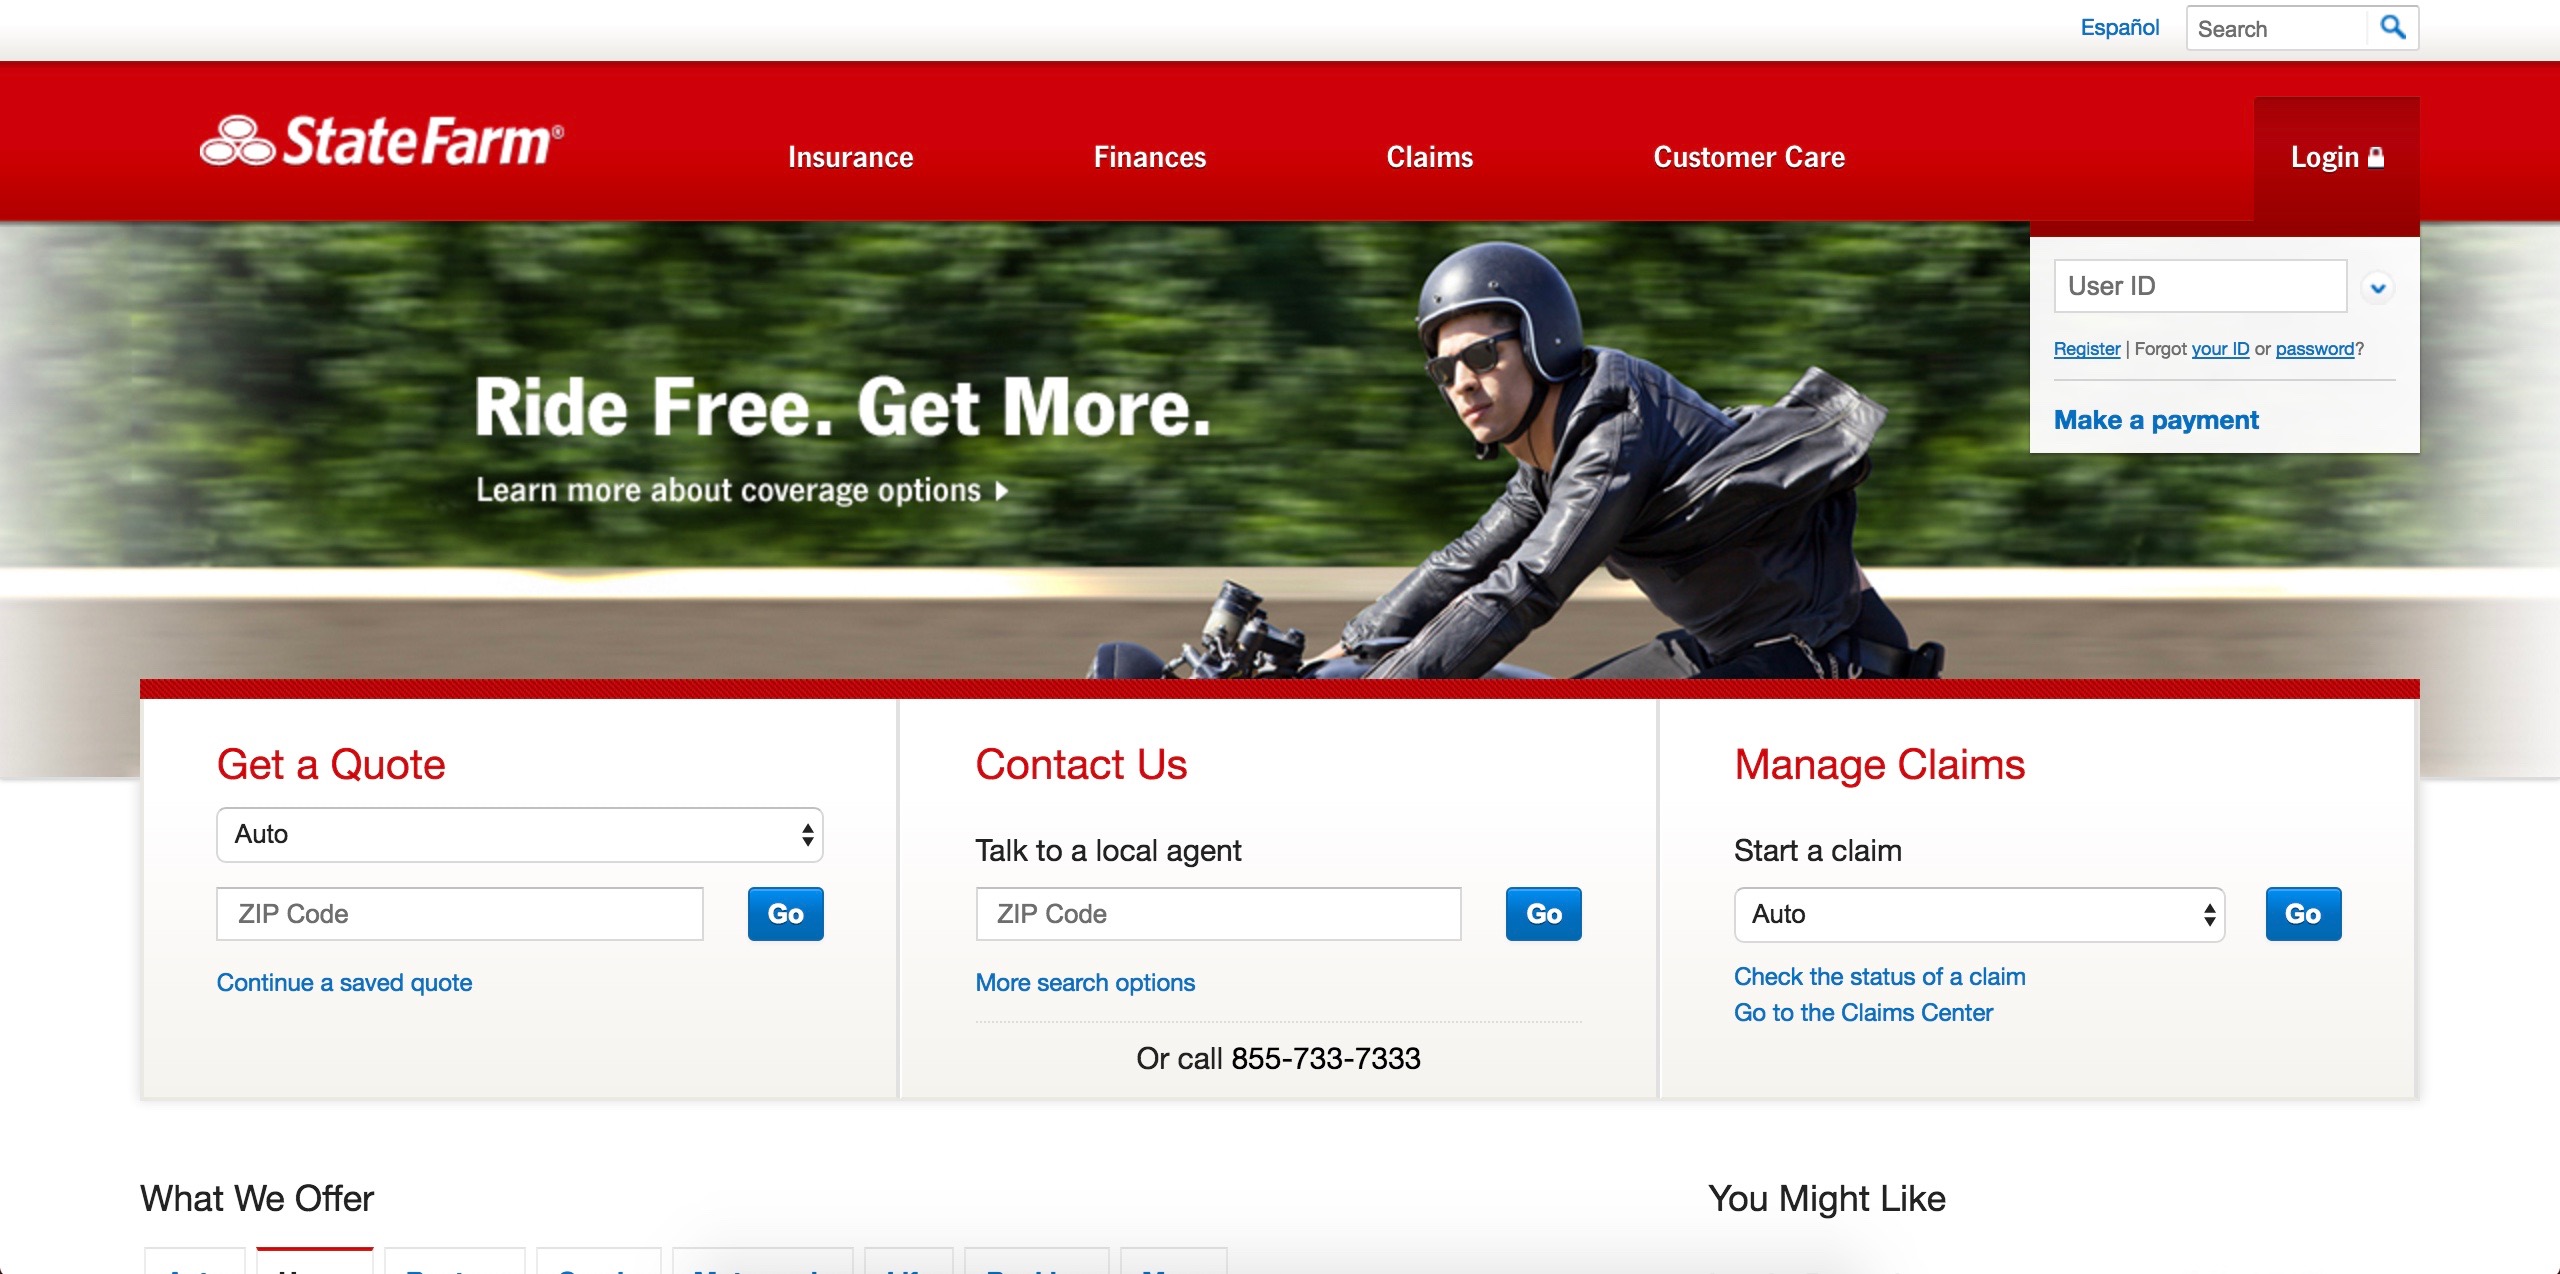 Español
Search
StateFarm®
Insurance
Finances
Claims
Customer Care
Login
User ID
Register | Forgot your ID or password?
Make a payment
Ride Free. Get More.
Learn more about coverage options
Get a Quote
Auto
ZIP Code
Go
Continue a saved quote
Contact Us
Talk to a local agent
ZIP Code
Go
More search options
Or call 855-733-7333
Manage Claims
Start a claim
Auto
Go
Check the status of a claim
Go to the Claims Center
What We Offer
You Might Like